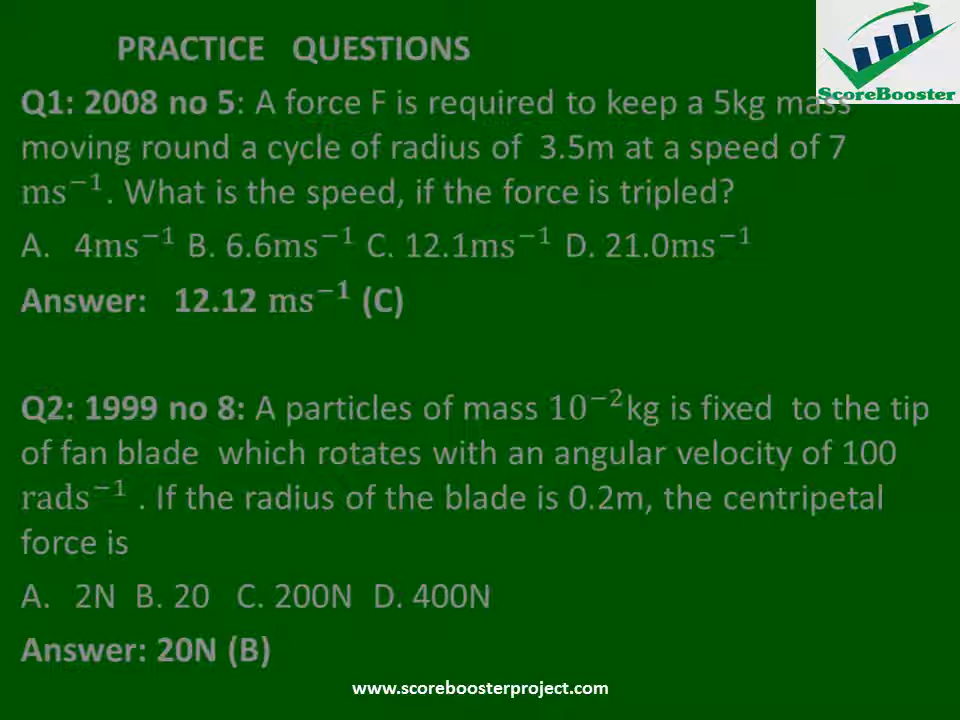 PRACTICE QUESTIONS
ScoreBooster
Q1: 2008 no 5: A force F is required to keep a 5kg mass
moving round a cycle of radius of 3.5m at a speed of 7
ms⁻¹. What is the speed, if the force is tripled?
A. 4ms⁻¹ B. 6.6ms⁻¹ C. 12.1ms⁻¹ D. 21.0ms⁻¹
Answer: 12.12 ms⁻¹ (C)
Q2: 1999 no 8: A particles of mass 10⁻²kg is fixed to the tip
of fan blade which rotates with an angular velocity of 100
rads⁻¹ . If the radius of the blade is 0.2m, the centripetal
force is
A. 2N B. 20 C. 200N D. 400N
Answer: 20N (B)
www.scoreboosterproject.com